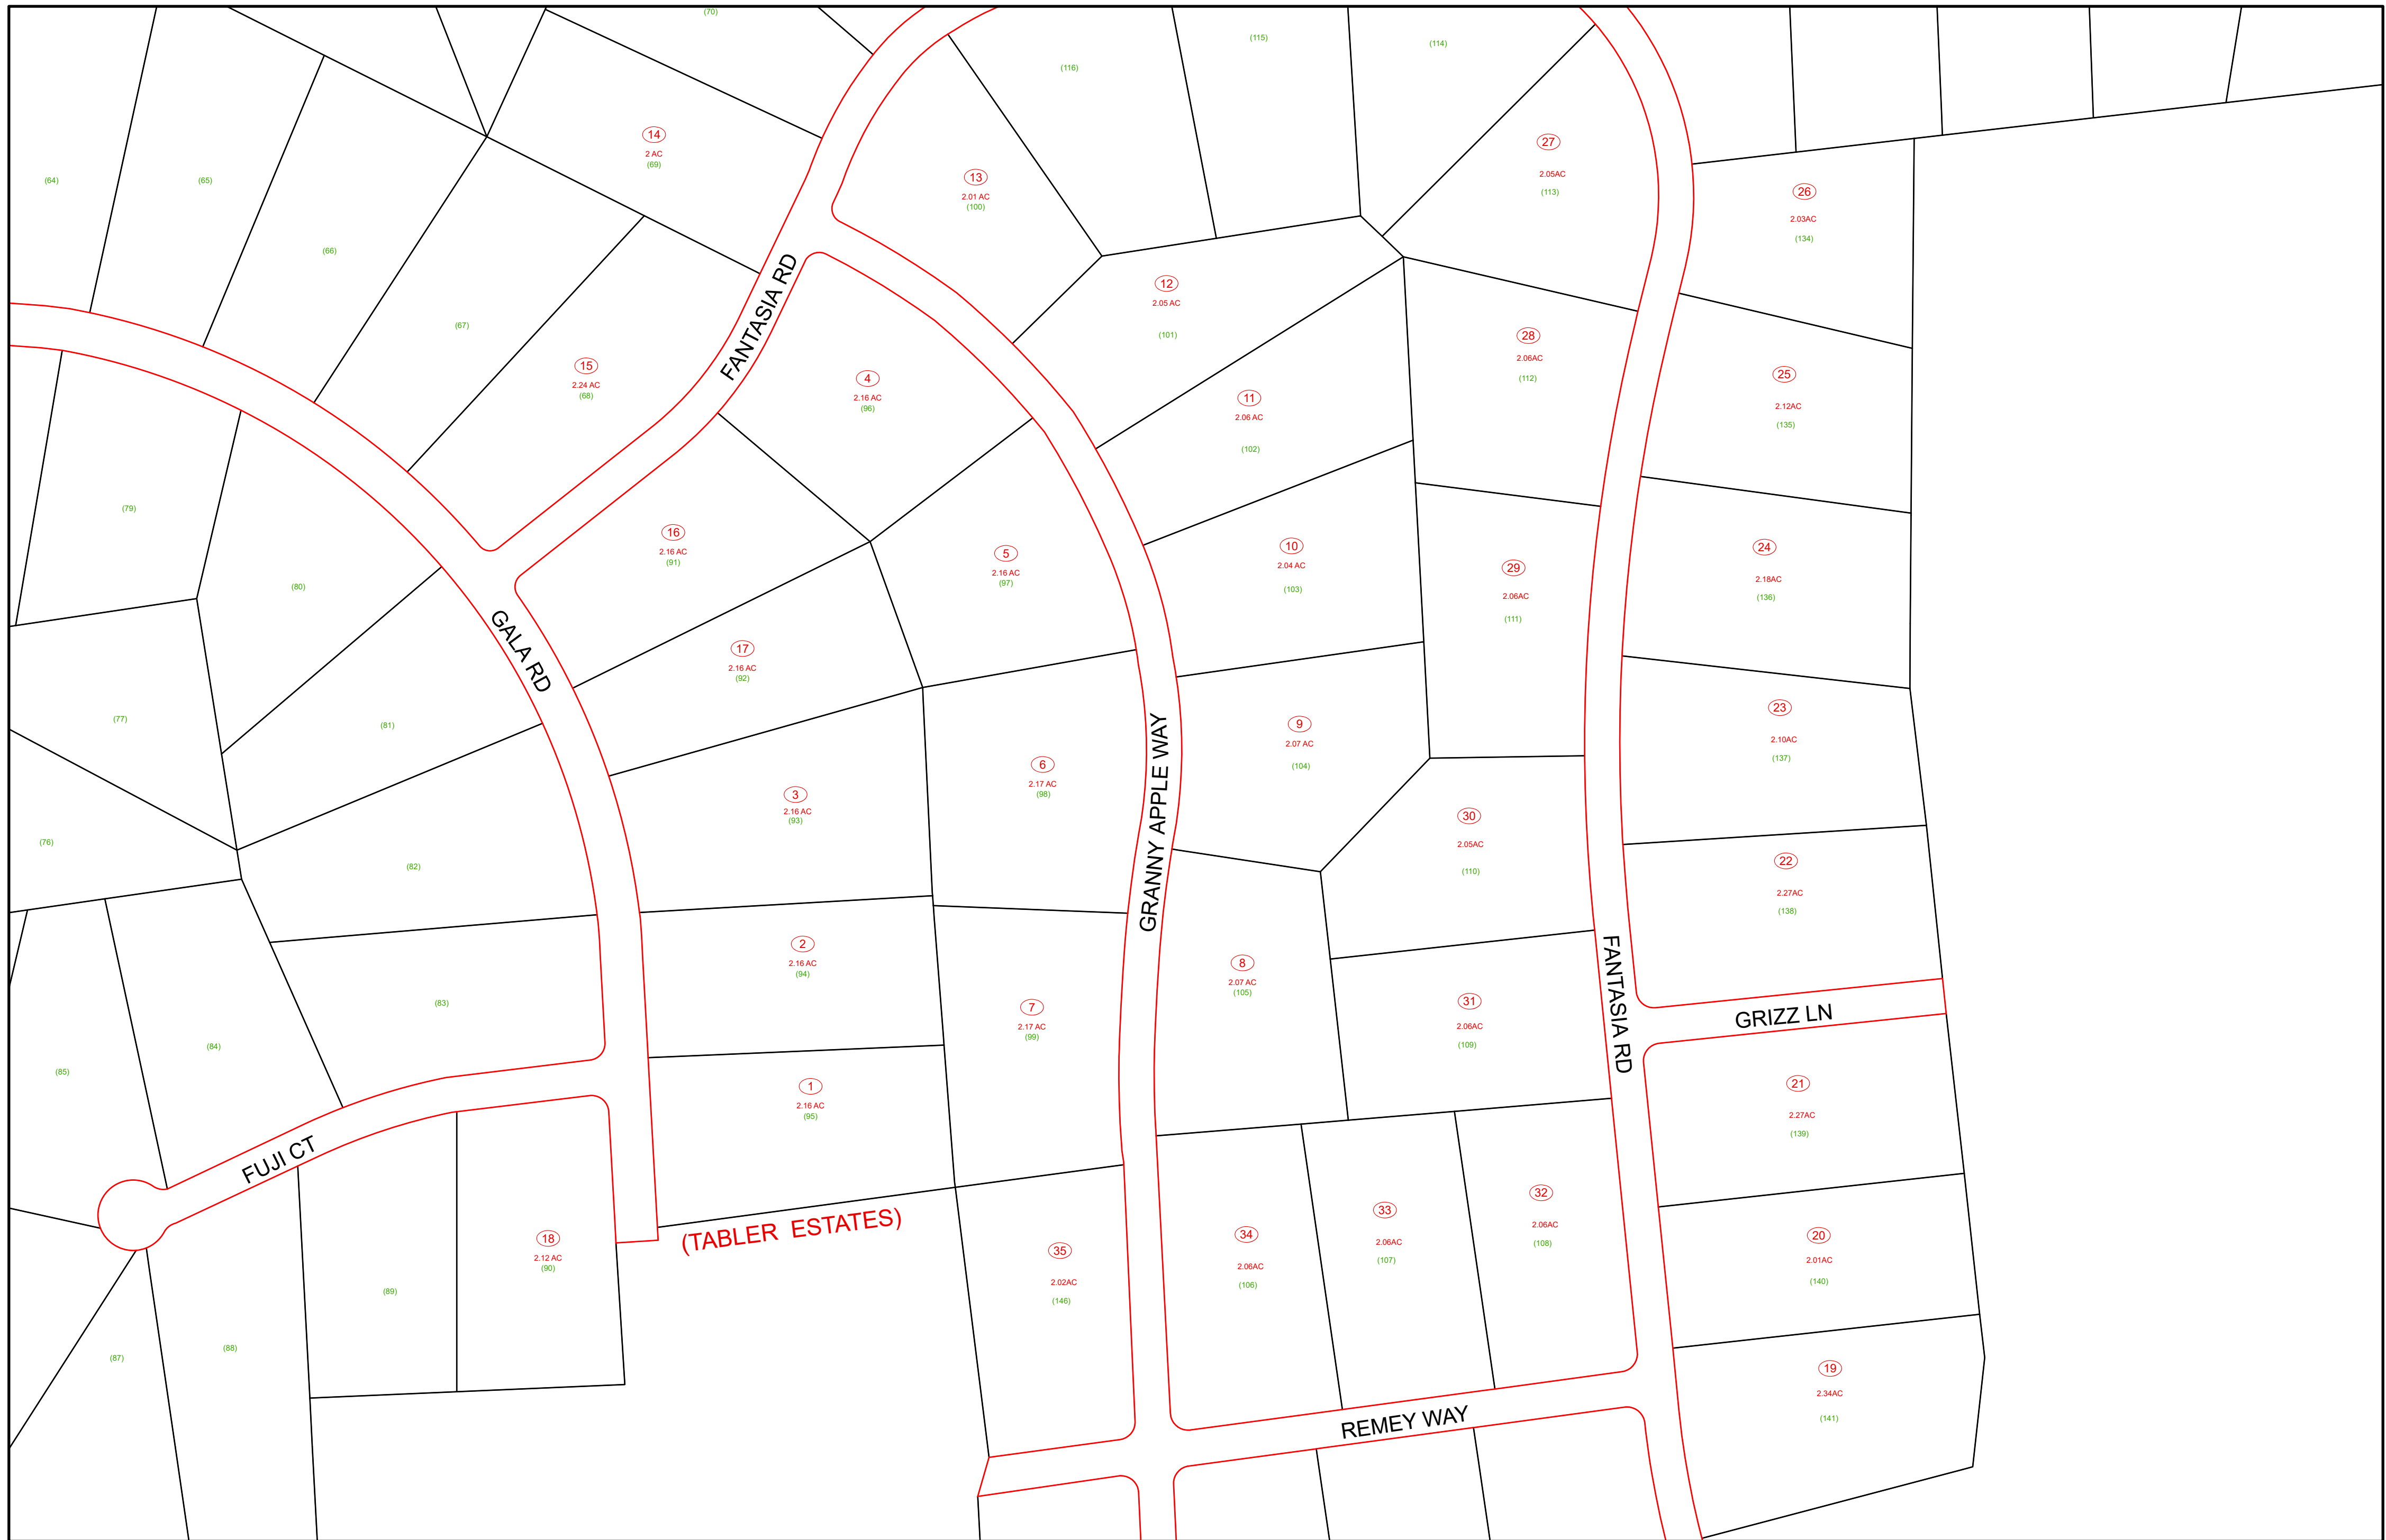 (70)
(115)
(114)
(116)
14
2 AC
(69)
27
2.05AC
(113)
(64)
(65)
13
2.01 AC
(100)
26
2.03AC
(134)
(66)
12
2.05 AC
(101)
(67)
FANTASIA RD
28
2.06AC
(112)
15
2.24 AC
(68)
4
2.16 AC
(96)
25
2.12AC
(135)
11
2.06 AC
(102)
(79)
16
2.16 AC
(91)
5
2.16 AC
(97)
10
2.04 AC
(103)
29
2.06AC
(111)
24
2.18AC
(136)
(80)
GALA RD
17
2.16 AC
(92)
(77)
(81)
9
2.07 AC
(104)
23
2.10AC
(137)
6
2.17 AC
(98)
GRANNY APPLE WAY
3
2.16 AC
(93)
30
2.05AC
(110)
(76)
(82)
22
2.27AC
(138)
2
2.16 AC
(94)
8
2.07 AC
(105)
FANTASIA RD
(83)
7
2.17 AC
(99)
31
2.06AC
(109)
GRIZZ LN
(84)
(85)
1
2.16 AC
(95)
21
2.27AC
(139)
FUJI CT
(TABLER ESTATES)
18
2.12 AC
(90)
35
2.02AC
(146)
34
2.06AC
(106)
33
2.06AC
(107)
32
2.06AC
(108)
20
2.01AC
(140)
(89)
(88)
(87)
19
2.34AC
(141)
REMEY WAY